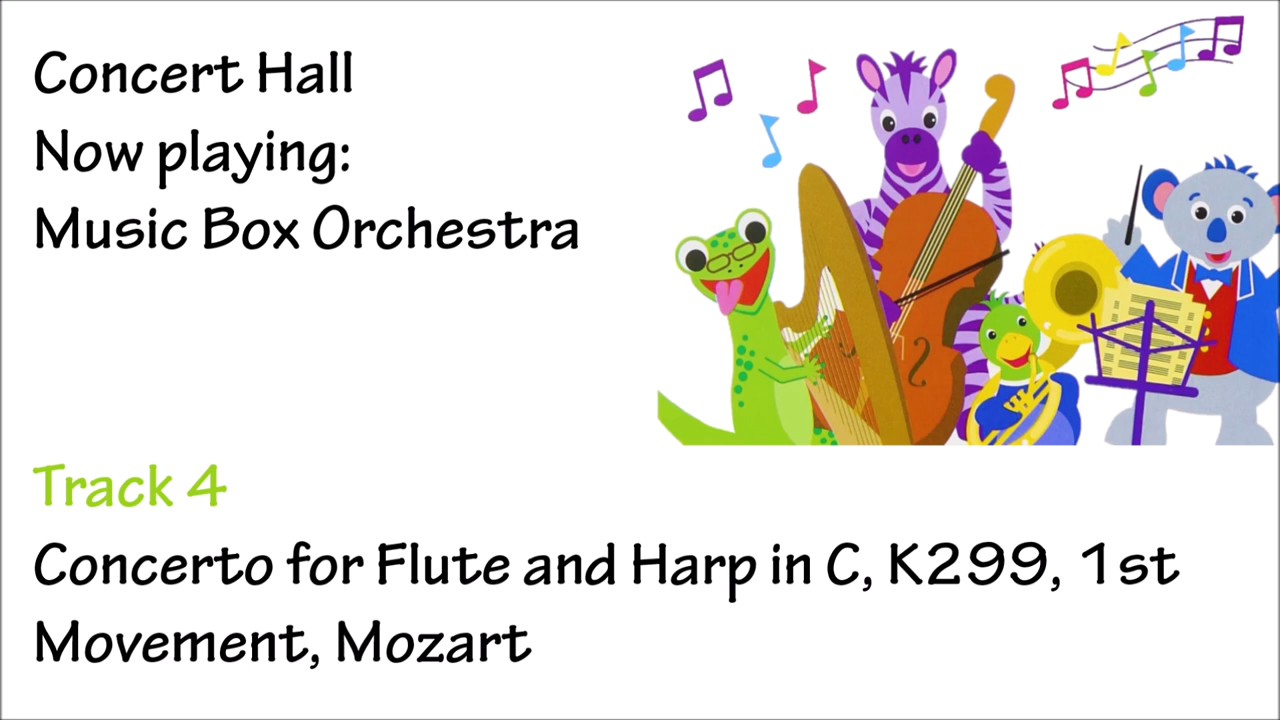 Concert Hall
Now playing:
Music Box Orchestra
Track 4
Concerto for Flute and Harp in C, K299, 1st
Movement, Mozart